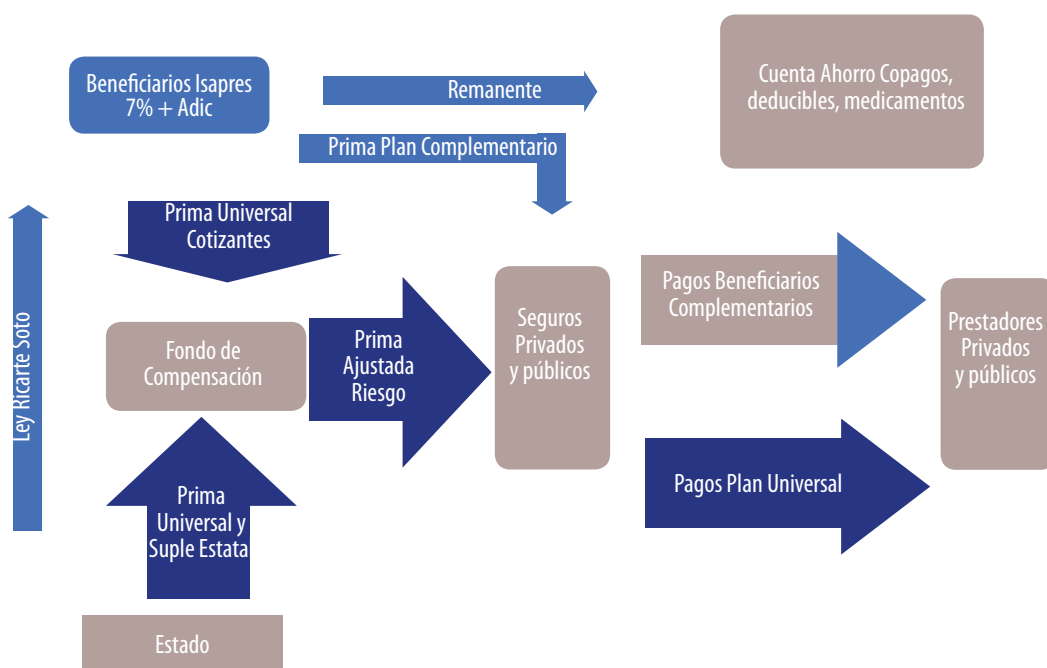 Beneficiarios Isapres
7% + Adic
Remanente
Cuenta Ahorro Copagos,
deducibles, medicamentos
Prima Plan Complementario
Prima Universal
Cotizantes
Ley Ricarte Soto
Fondo de
Compensación
Prima
Ajustada
Riesgo
Seguros
Privados
y públicos
Pagos Beneficiarios
Complementarios
Prestadores
Privados
y públicos
Prima
Universal y
Suple Estata
Pagos Plan Universal
Estado